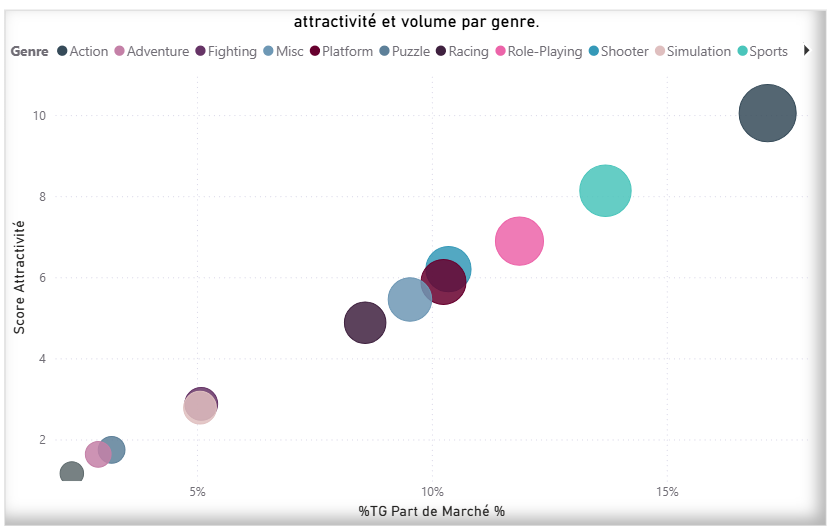 attractivité et volume par genre.
Genre Action Adventure Fighting Misc Platform Puzzle Racing Role-Playing Shooter Simulation Sports
10
8
6
4
2
Score Attractivité
5% 10% 15%
%TG Part de Marché %